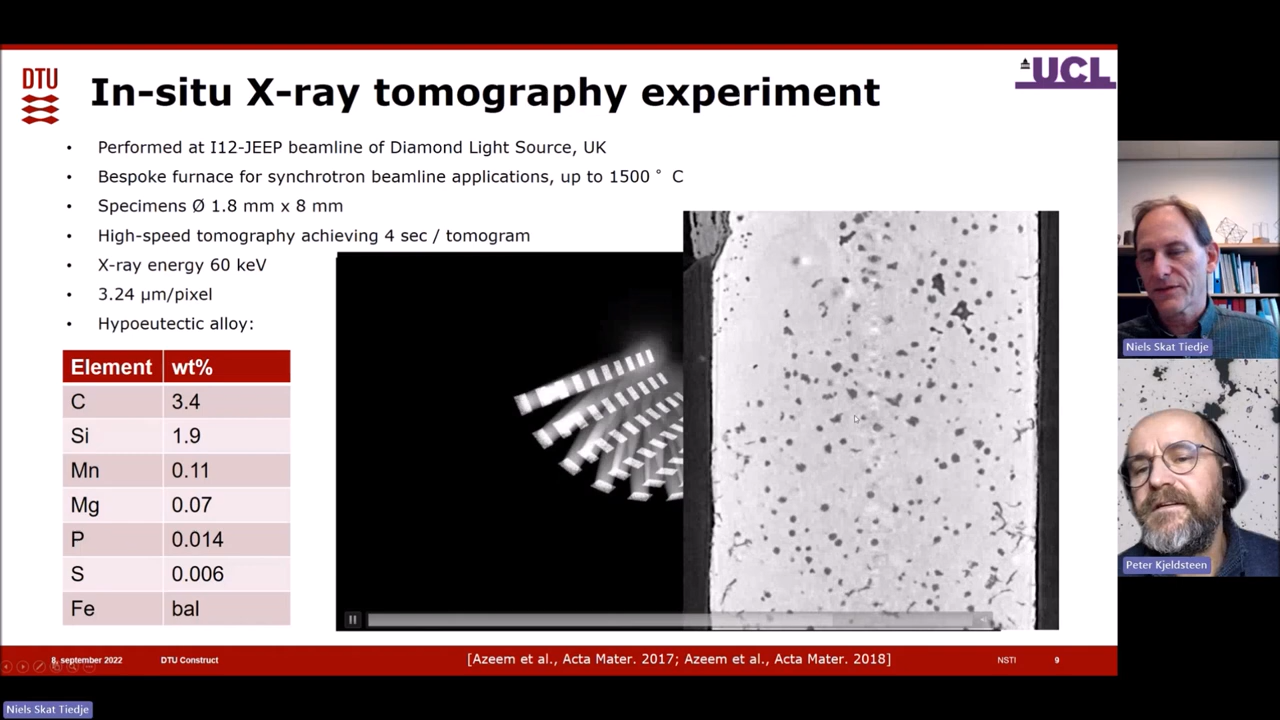 DTU
In-situ X-ray tomography experiment
UCL
• Performed at I12-JEEP beamline of Diamond Light Source, UK
• Bespoke furnace for synchrotron beamline applications, up to 1500 ° C
• Specimens Ø 1.8 mm x 8 mm
• High-speed tomography achieving 4 sec / tomogram
• X-ray energy 60 keV
• 3.24 µm/pixel
• Hypoeutectic alloy:
Element wt%
C 3.4
Si 1.9
Mn 0.11
Mg 0.07
P 0.014
S 0.006
Fe bal
Niels Skat Tiedje
Peter Kjeldsteen
8. september 2022 DTU Construct [Azeem et al., Acta Mater. 2017; Azeem et al., Acta Mater. 2018] NSTI 9
Niels Skat Tiedje